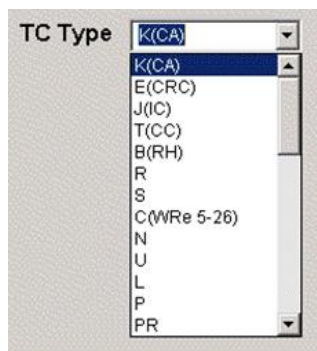 TC Type K(CA)
K(CA)
E(CRC)
J(IC)
T(CC)
B(RH)
R
S
C(WRe 5-26)
N
U
L
P
PR